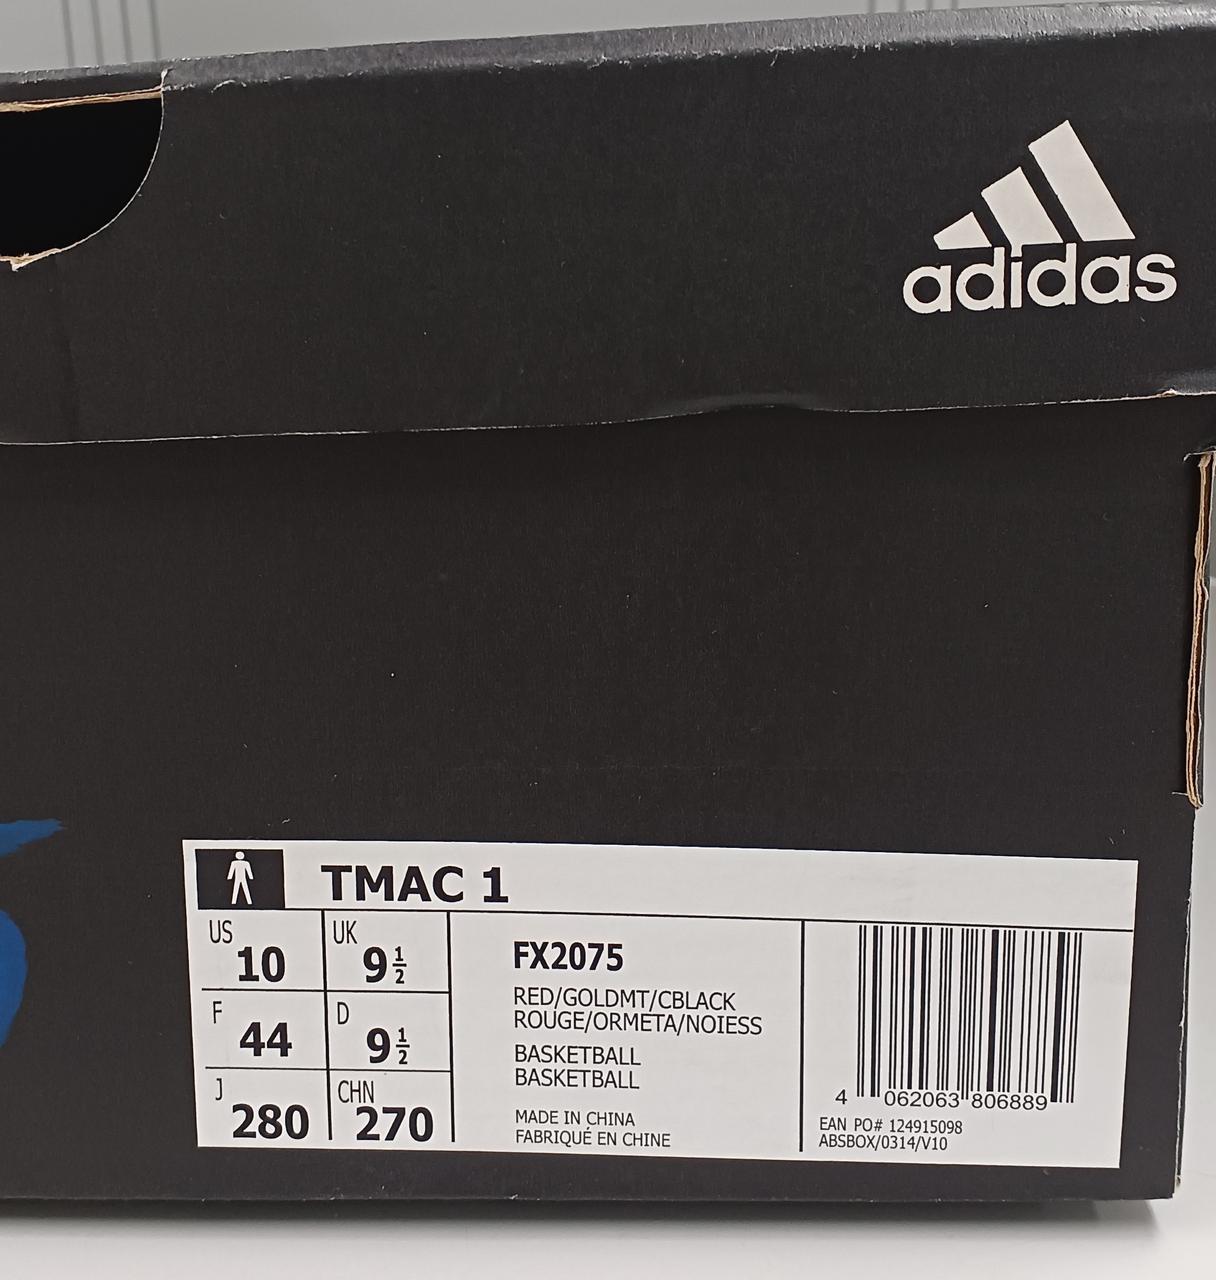 adidas
TMAC 1
US 10
UK 9 1/2
F 44
D 9 1/2
J 280
CHN 270
FX2075
RED/GOLDMT/CBLACK
ROUGE/ORMETA/NOIESS
BASKETBALL
BASKETBALL
MADE IN CHINA
FABRIQUÉ EN CHINE
4 062063 806889
EAN PO# 124915098
ABSBOX/0314/V10